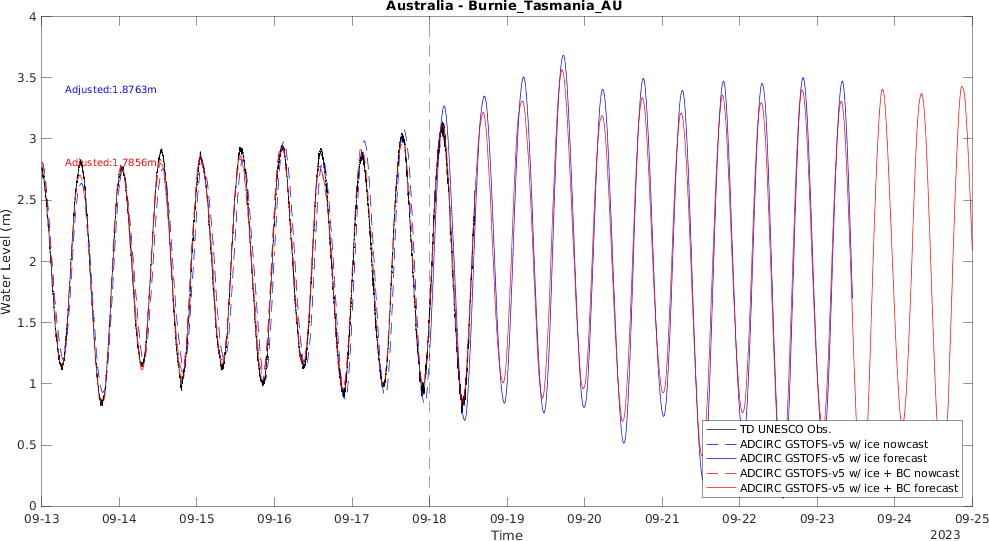 Australia - Burnie_Tasmania_AU
4
3.5
3
2.5
2
1.5
1
0.5
0
Water Level (m)
Adjusted:1.8763m
Adjusted:1.7856m
TD UNESCO Obs.
ADCIRC GSTOFS-v5 w/ ice nowcast
ADCIRC GSTOFS-v5 w/ ice forecast
ADCIRC GSTOFS-v5 w/ ice + BC nowcast
ADCIRC GSTOFS-v5 w/ ice + BC forecast
09-13 09-14 09-15 09-16 09-17 09-18 09-19 09-20 09-21 09-22 09-23 09-24 09-25
Time
2023